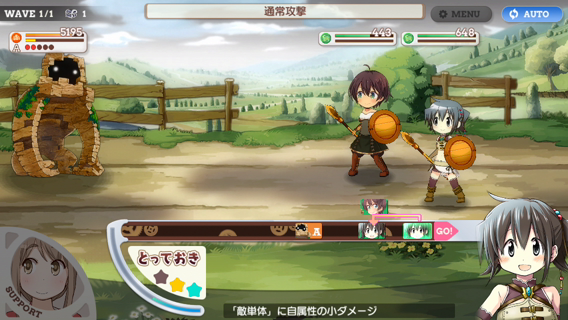 WAVE 1/1
1
通常攻撃
MENU
AUTO
5195
A
443
648
A
GO!
とっておき
SUPPORT
「敵単体」に自属性の小ダメージ